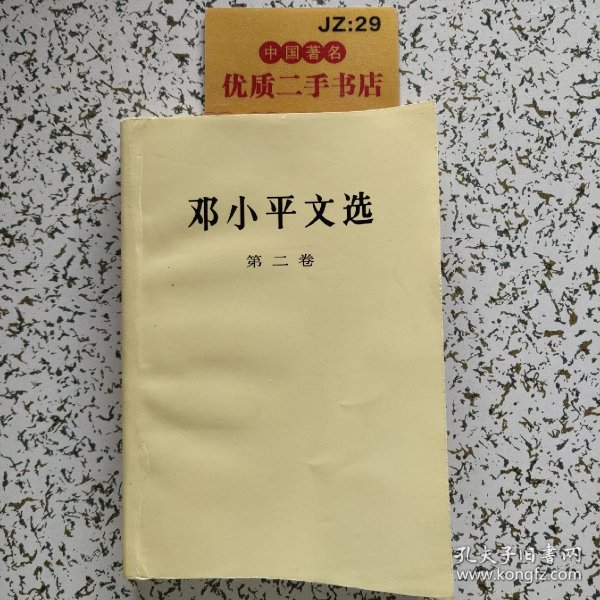 JZ:29
中国著名
优质二手书店
邓小平文选
第二卷
孔夫子旧书网
www.kongfz.com